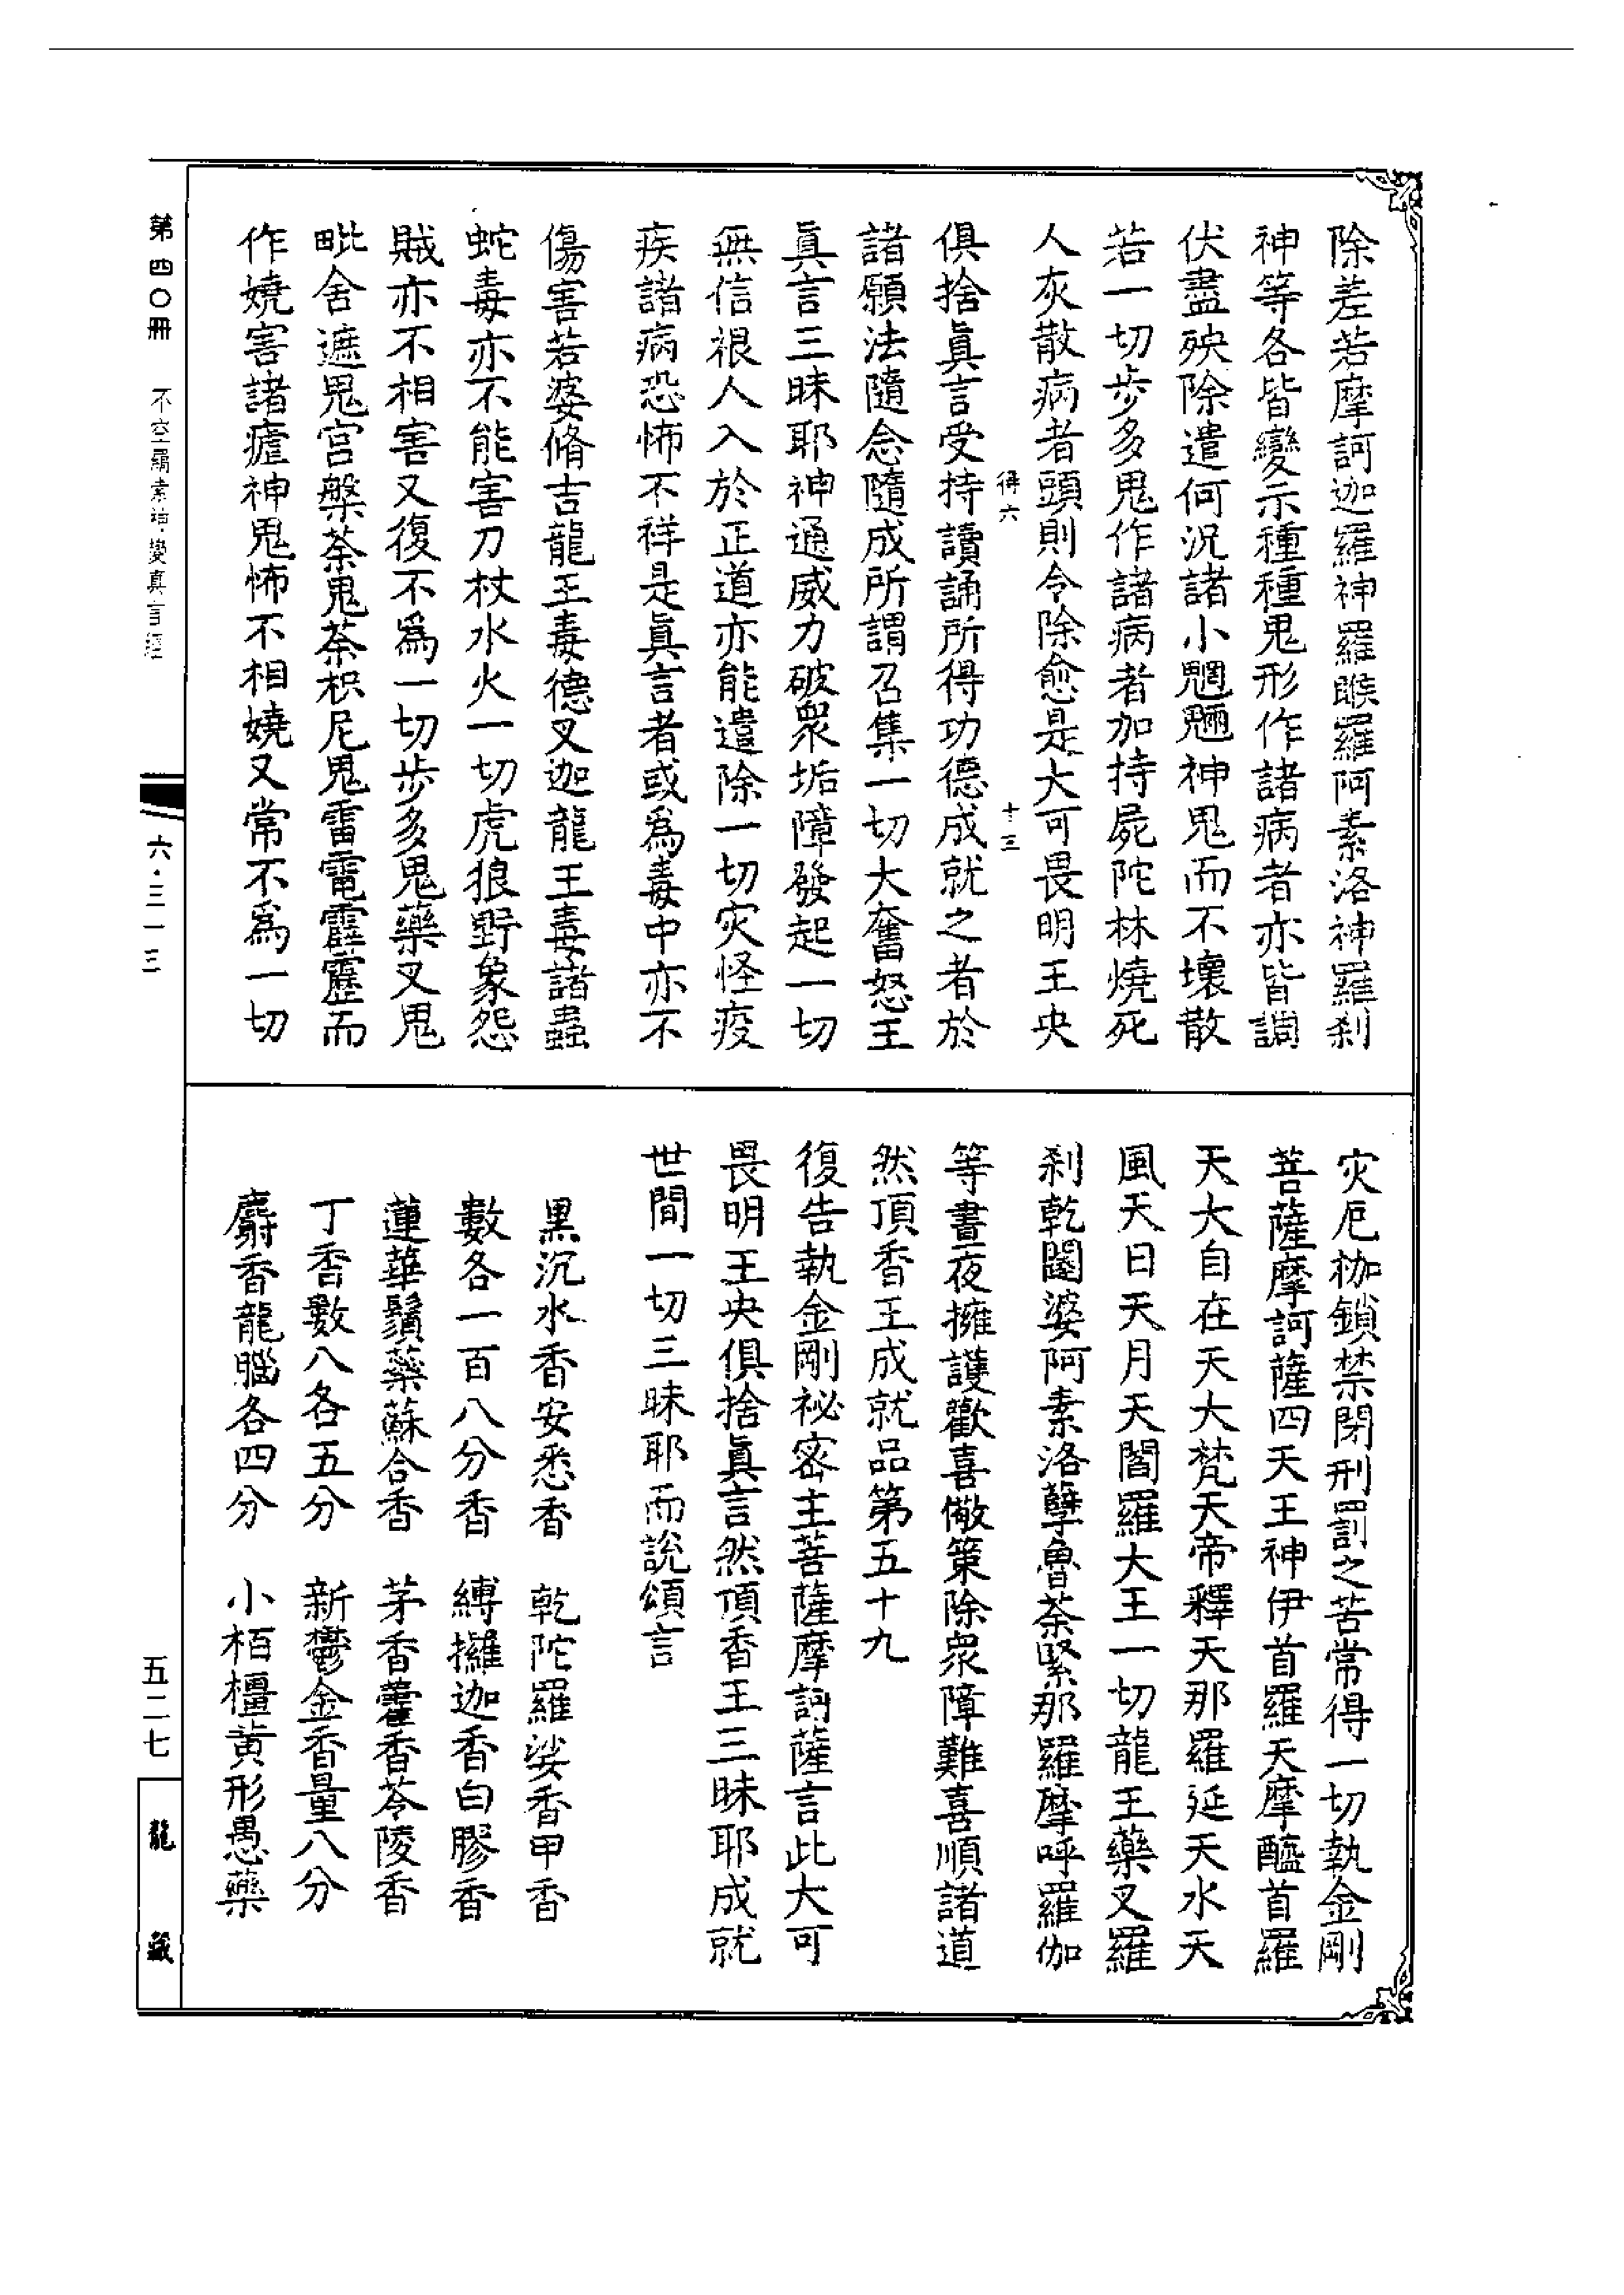 除差若摩訶迦羅神羅睺羅阿素洛神羅剎
神等各皆變示種種鬼形作諸病者亦皆調
伏盡殃除遣何況諸小魍魎神鬼而不壞散
若一切步多鬼作諸病者加持屍陀林燒死
人灰散病者頭則令除愈是大可畏明王央
得六
十三
俱捨眞言受持讀誦所得功德成就之者於
諸願法隨念隨成所謂召集一切大奮怒王
眞言三昧耶神通威力破衆垢障發起一切
無信根人入於正道亦能遣除一切灾怪疫
疾諸病恐怖不祥是眞言者或爲毒中亦不
傷害若婆脩吉龍王毒德叉迦龍王毒諸蟲
蛇毒亦不能害刀杖水火一切虎狼野象怨
賊亦不相害又復不爲一切步多鬼藥叉鬼
毗舍遮鬼宮槃荼鬼荼枳尼鬼雷電霹靂而
作嬈害諸瘧神鬼怖不相嬈又常不爲一切
灾厄枷鎖禁閉刑罰之苦常得一切執金剛
菩薩摩訶薩四天王神伊首羅天摩醯首羅
天大自在天大梵天帝釋天那羅延天水天
風天日天月天閻羅大王一切龍王藥叉羅
剎乾闥婆阿素洛孽魯荼緊那羅摩呼羅伽
等晝夜擁護歡喜儆策除衆障難喜順諸道
然頂香王成就品第五十九
復告執金剛祕密主菩薩摩訶薩言此大可
畏明王央俱捨眞言然頂香王三昧耶成就
世間一切三昧耶而說頌言
黑沉水香安悉香　乾陀羅娑香甲香
數各一百八分香　縛攞迦香白膠香
蓮華鬚藥蘇合香　茅香藿香苓陵香
丁香數八各五分　新鬱金香量八分
麝香龍腦各四分　小栢橿黃形愚藥
第四〇冊　不空羂索神變真言經
六·三一三
五二七
龍藏